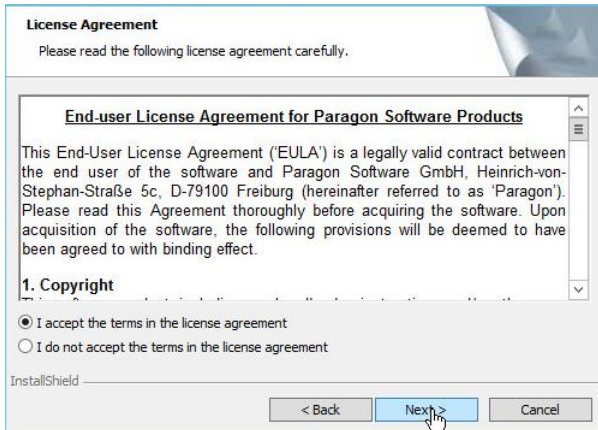 License Agreement
Please read the following license agreement carefully.
End-user License Agreement for Paragon Software Products
This End-User License Agreement (‘EULA’) is a legally valid contract between
the end user of the software and Paragon Software GmbH, Heinrich-von-
Stephan-Straße 5c, D-79100 Freiburg (hereinafter referred to as ‘Paragon’).
Please read this Agreement thoroughly before acquiring the software. Upon
acquisition of the software, the following provisions will be deemed to have
been agreed to with binding effect.
1. Copyright
I accept the terms in the license agreement
I do not accept the terms in the license agreement
InstallShield
< Back
Next >
Cancel